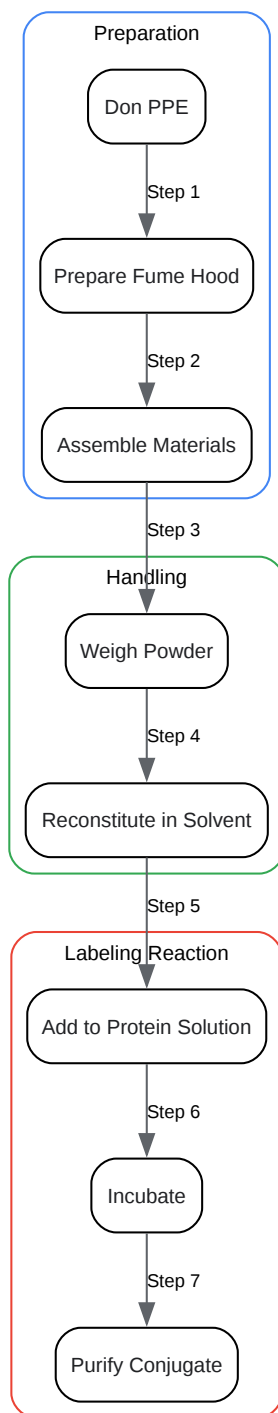 Preparation
Don PPE
Step 1
Prepare Fume Hood
Step 2
Assemble Materials
Step 3
Handling
Weigh Powder
Step 4
Reconstitute in Solvent
Step 5
Labeling Reaction
Add to Protein Solution
Step 6
Incubate
Step 7
Purify Conjugate